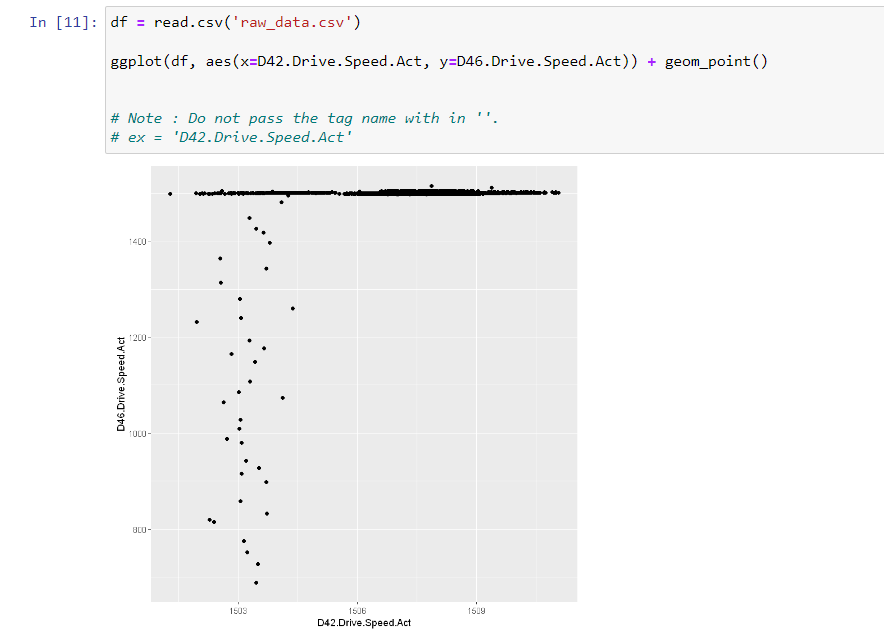 In [11]: df = read.csv('raw_data.csv')
ggplot(df, aes(x=D42.Drive.Speed.Act, y=D46.Drive.Speed.Act)) + geom_point()
# Note : Do not pass the tag name with in ''.
# ex = 'D42.Drive.Speed.Act'
1400
1200
1000
800
D46.Drive.Speed.Act
1503 1506 1509
D42.Drive.Speed.Act